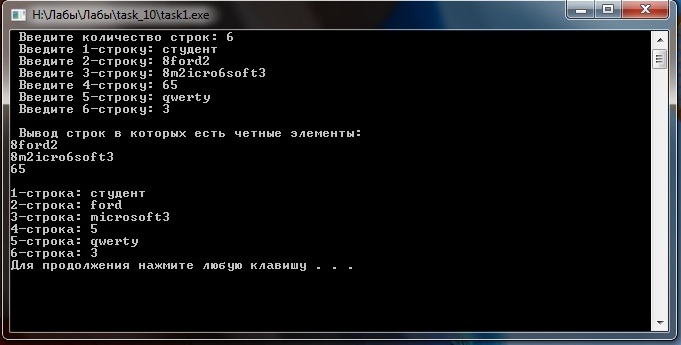 H:\Лабы\Лабы\task_10\task1.exe
Введите количество строк: 6
Введите 1-строку: студент
Введите 2-строку: 8ford2
Введите 3-строку: 8m2icro6soft3
Введите 4-строку: 65
Введите 5-строку: qwerty
Введите 6-строку: 3
Вывод строк в которых есть четные элементы:
8ford2
8m2icro6soft3
65
1-строка: студент
2-строка: ford
3-строка: microsoft3
4-строка: 5
5-строка: qwerty
6-строка: 3
Для продолжения нажмите любую клавишу . . .